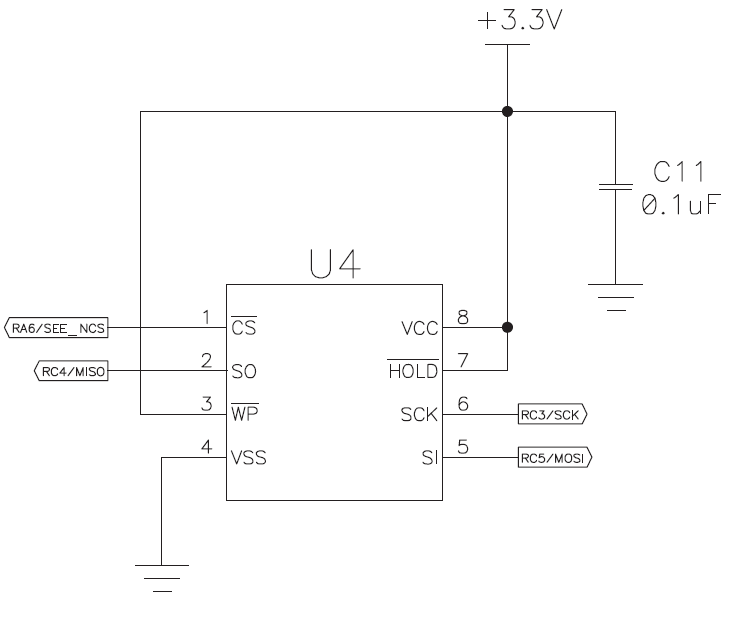 +3.3V
C11
0.1uF
U4
RA6/SEE_NCS 1 CS VCC 8
RC4/MISO 2 SO HOLD 7
3 WP SCK 6 RC3/SCK
4 VSS SI 5 RC5/MOSI